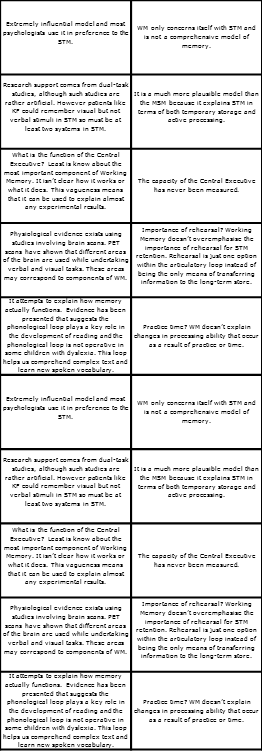 Extremely influential model and most
psychologists use it in preference to the
STM.
WM only concerns itself with STM and
is not a comprehensive model of
memory.
Research support comes from dual-task
studies, although such studies are
rather artificial. However patients like
KF could remember visual but not
verbal stimuli in STM so must be at
least two systems in STM.
It is a much more plausible model than
the MSM because it explains STM in
terms of both temporary storage and
active processing.
What is the function of the Central
Executive? Least is know about the
most important component of Working
Memory. It isn't clear how it works or
what it does. This vagueness means
that it can be used to explain almost
any experimental results.
The capacity of the Central Executive
has never been measured.
Physiological evidence exists using
studies involving brain scans. PET
scans have shown that different areas
of the brain are used while undertaking
verbal and visual tasks. These areas
may correspond to components of WM.
Importance of rehearsal? Working
Memory doesn't overemphasise the
importance of rehearsal for STM
retention. Rehearsal is just one option
within the articulatory loop instead of
being the only means of transferring
information to the long-term store.
It attempts to explain how memory
actually functions. Evidence has been
presented that suggests the
phonological loop plays a key role in
the development of reading and the
phonological loop is not operative in
some children with dyslexia. This loop
helps us comprehend complex text and
learn new spoken vocabulary.
Practice time? WM doesn't explain
changes in processing ability that occur
as a result of practice or time.
Extremely influential model and most
psychologists use it in preference to the
STM.
WM only concerns itself with STM and
is not a comprehensive model of
memory.
Research support comes from dual-task
studies, although such studies are
rather artificial. However patients like
KF could remember visual but not
verbal stimuli in STM so must be at
least two systems in STM.
It is a much more plausible model than
the MSM because it explains STM in
terms of both temporary storage and
active processing.
What is the function of the Central
Executive? Least is know about the
most important component of Working
Memory. It isn't clear how it works or
what it does. This vagueness means
that it can be used to explain almost
any experimental results.
The capacity of the Central Executive
has never been measured.
Physiological evidence exists using
studies involving brain scans. PET
scans have shown that different areas
of the brain are used while undertaking
verbal and visual tasks. These areas
may correspond to components of WM.
Importance of rehearsal? Working
Memory doesn't overemphasise the
importance of rehearsal for STM
retention. Rehearsal is just one option
within the articulatory loop instead of
being the only means of transferring
information to the long-term store.
It attempts to explain how memory
actually functions. Evidence has been
presented that suggests the
phonological loop plays a key role in
the development of reading and the
phonological loop is not operative in
some children with dyslexia. This loop
helps us comprehend complex text and
learn new spoken vocabulary.
Practice time? WM doesn't explain
changes in processing ability that occur
as a result of practice or time.